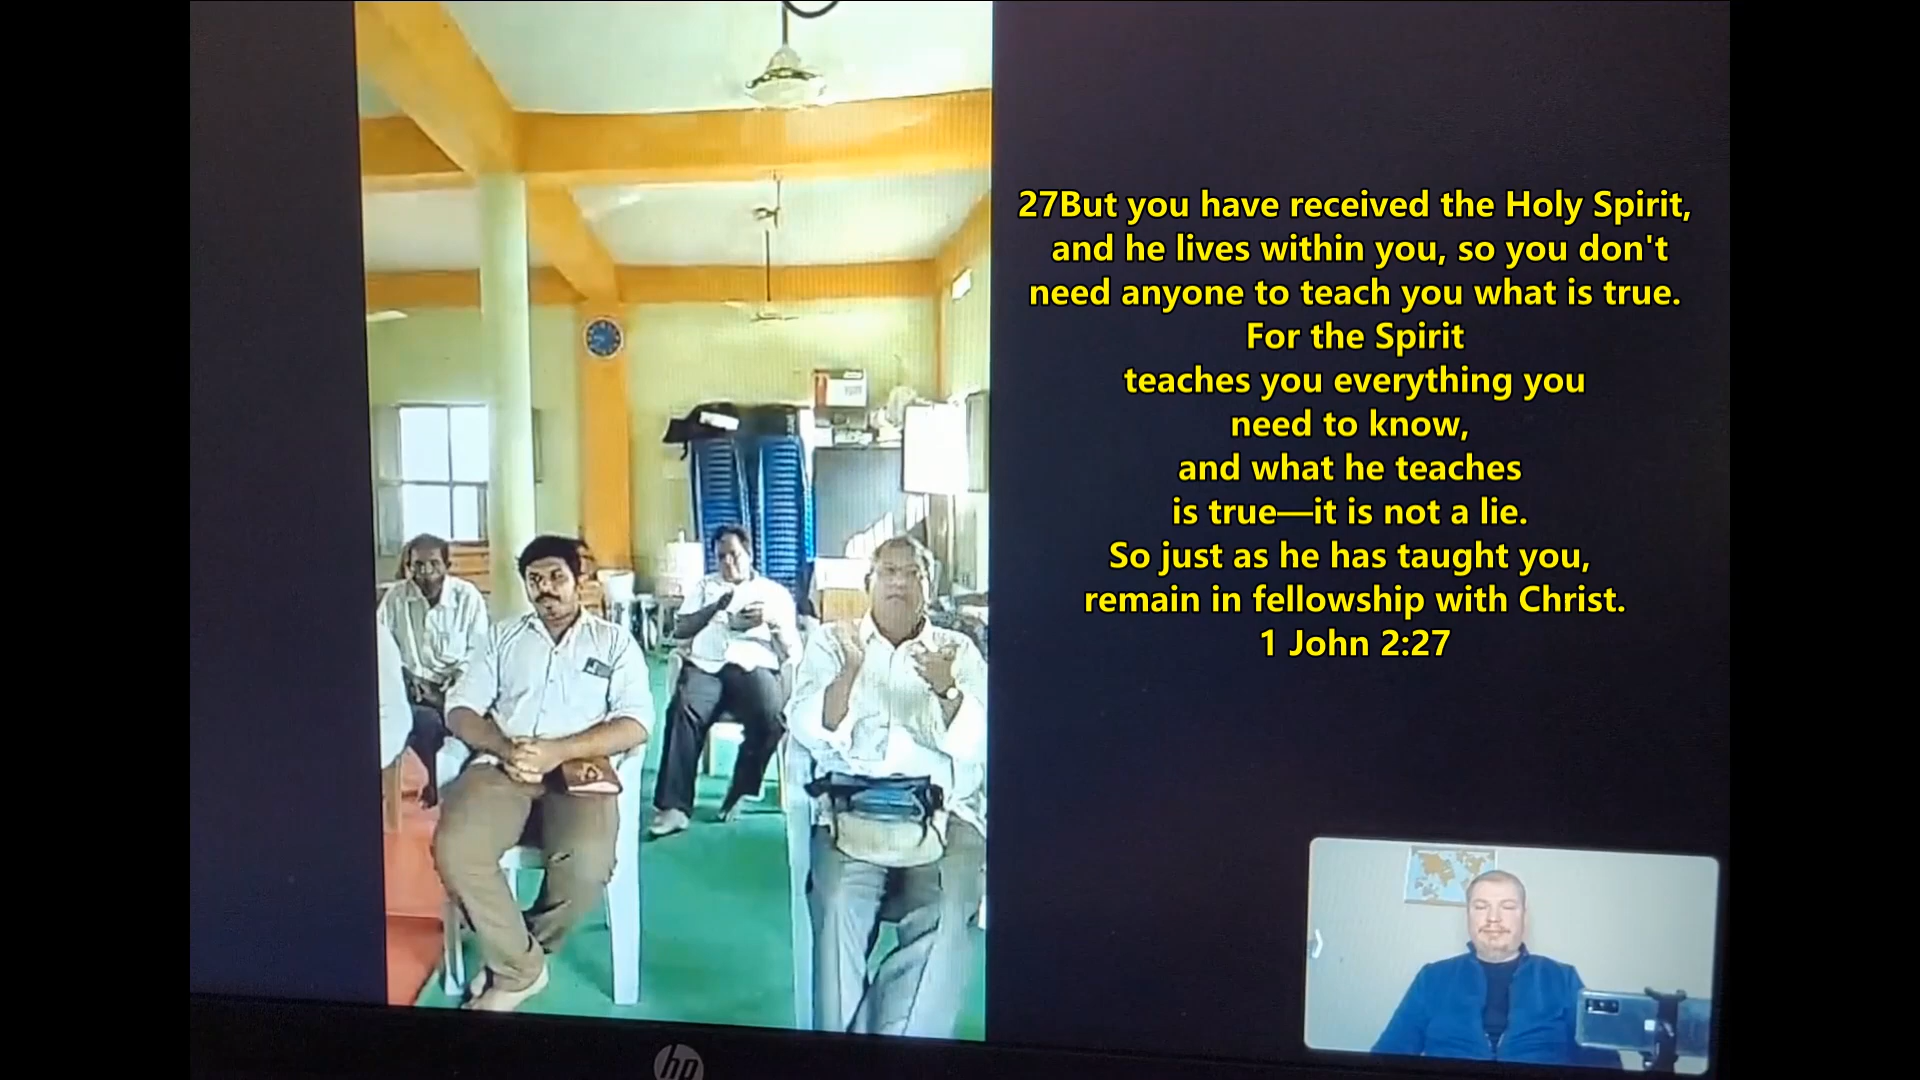 27But you have received the Holy Spirit,
and he lives within you, so you don't
need anyone to teach you what is true.
For the Spirit
teaches you everything you
need to know,
and what he teaches
is true—it is not a lie.
So just as he has taught you,
remain in fellowship with Christ.
1 John 2:27
hp